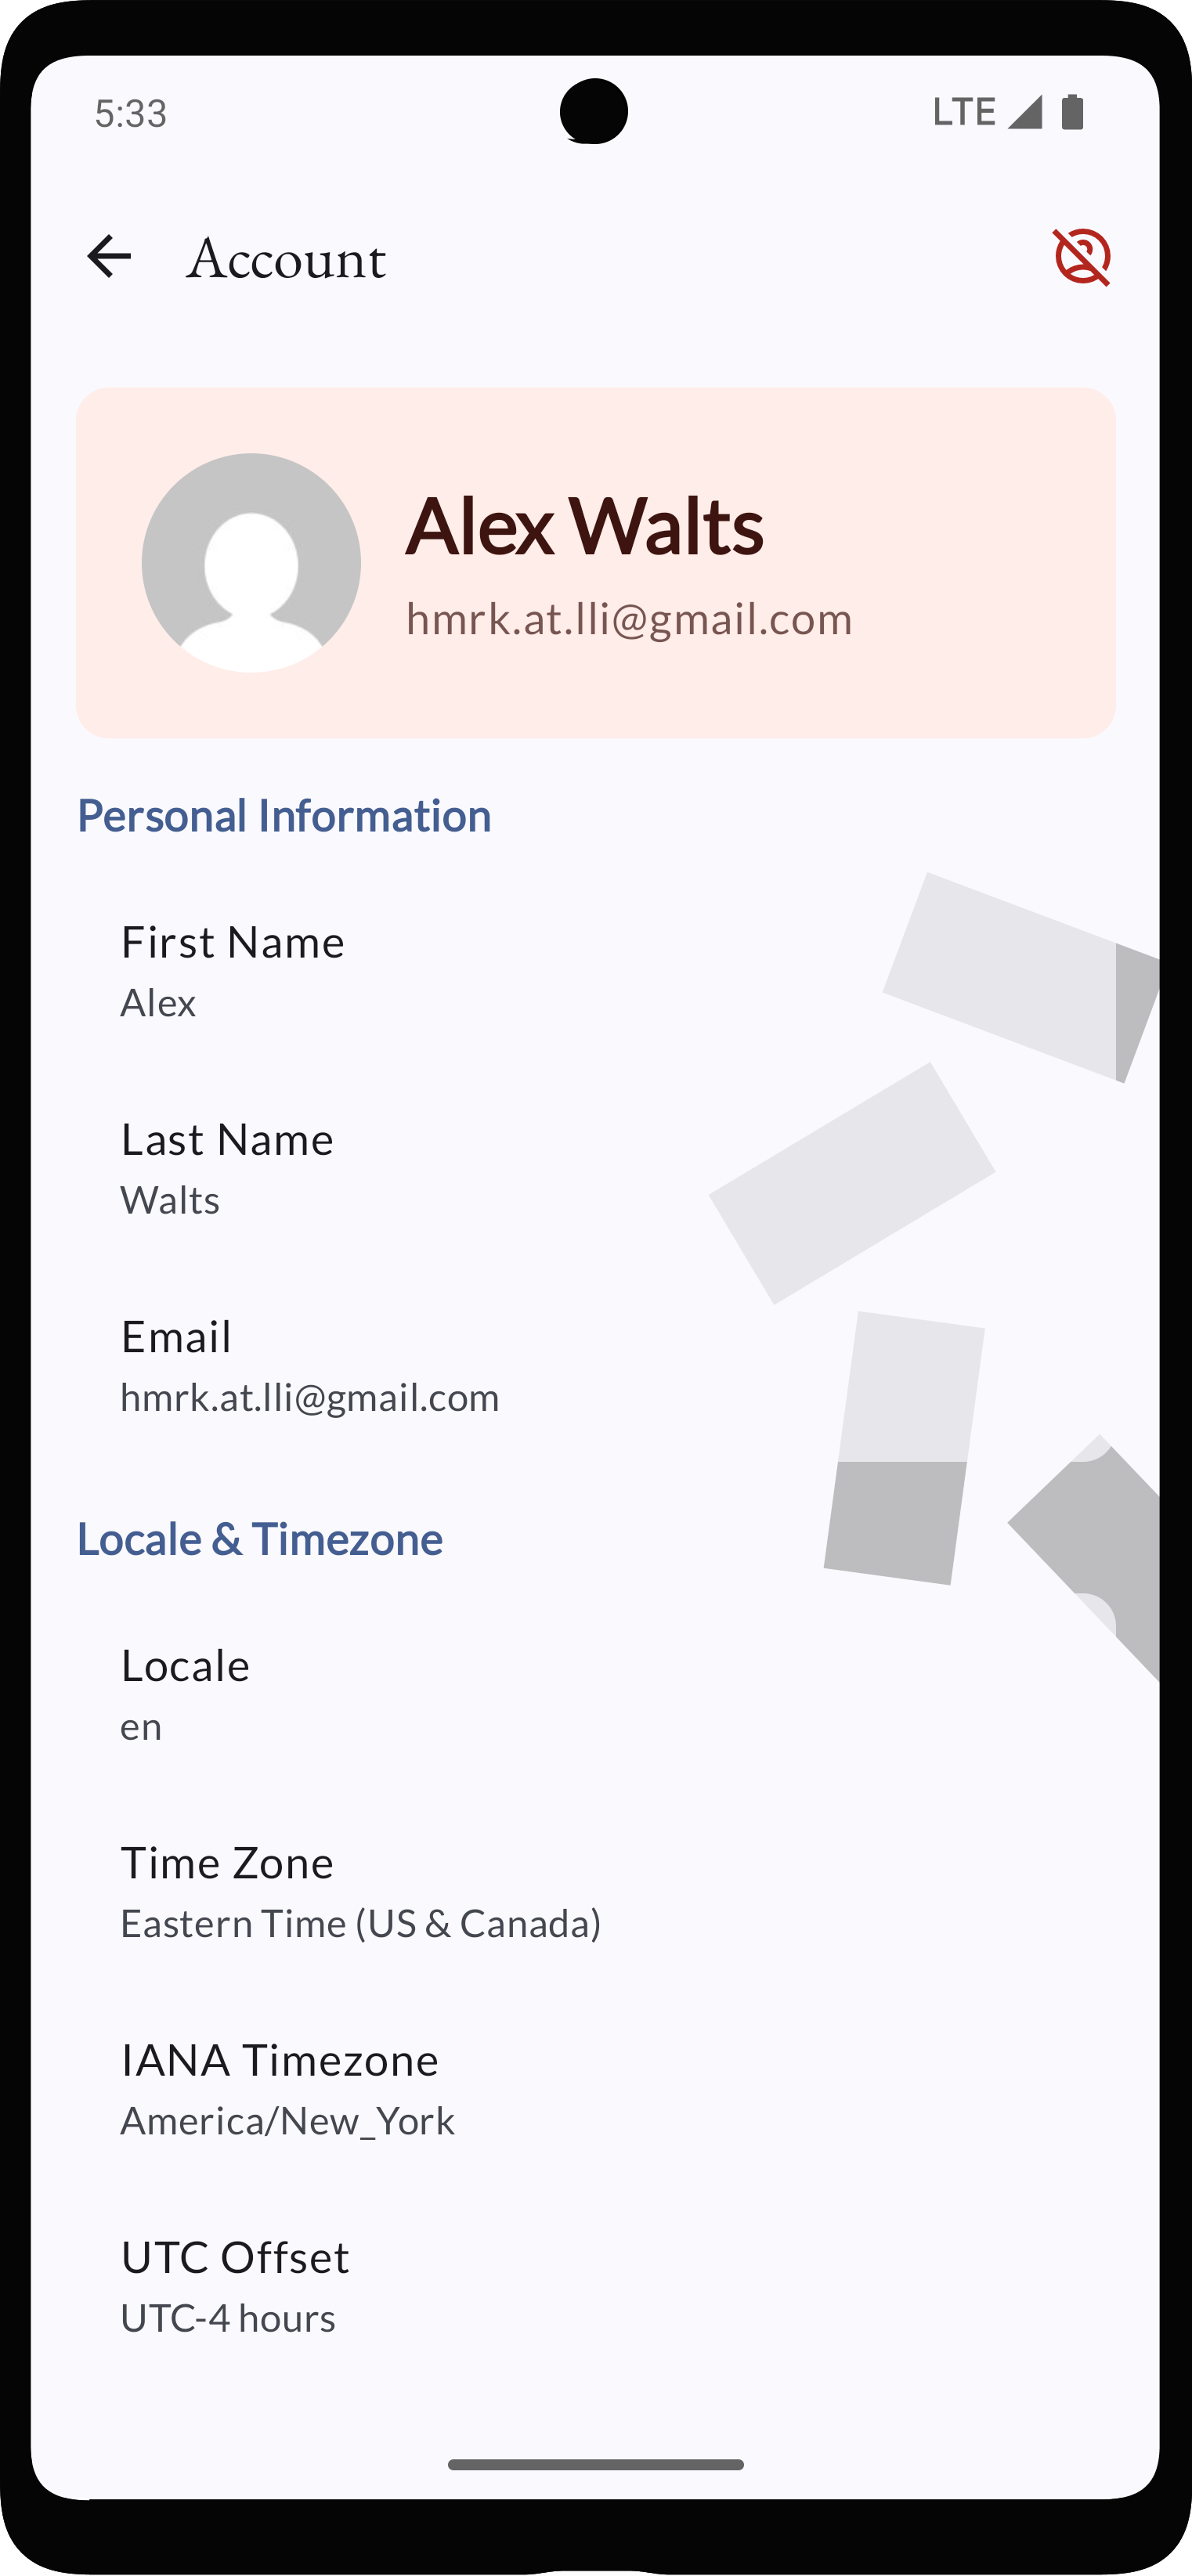 5:33
LTE
Account
Alex Walts
hmrk.at.lli@gmail.com
Personal Information
First Name
Alex
Last Name
Walts
Email
hmrk.at.lli@gmail.com
Locale & Timezone
Locale
en
Time Zone
Eastern Time (US & Canada)
IANA Timezone
America/New_York
UTC Offset
UTC-4 hours